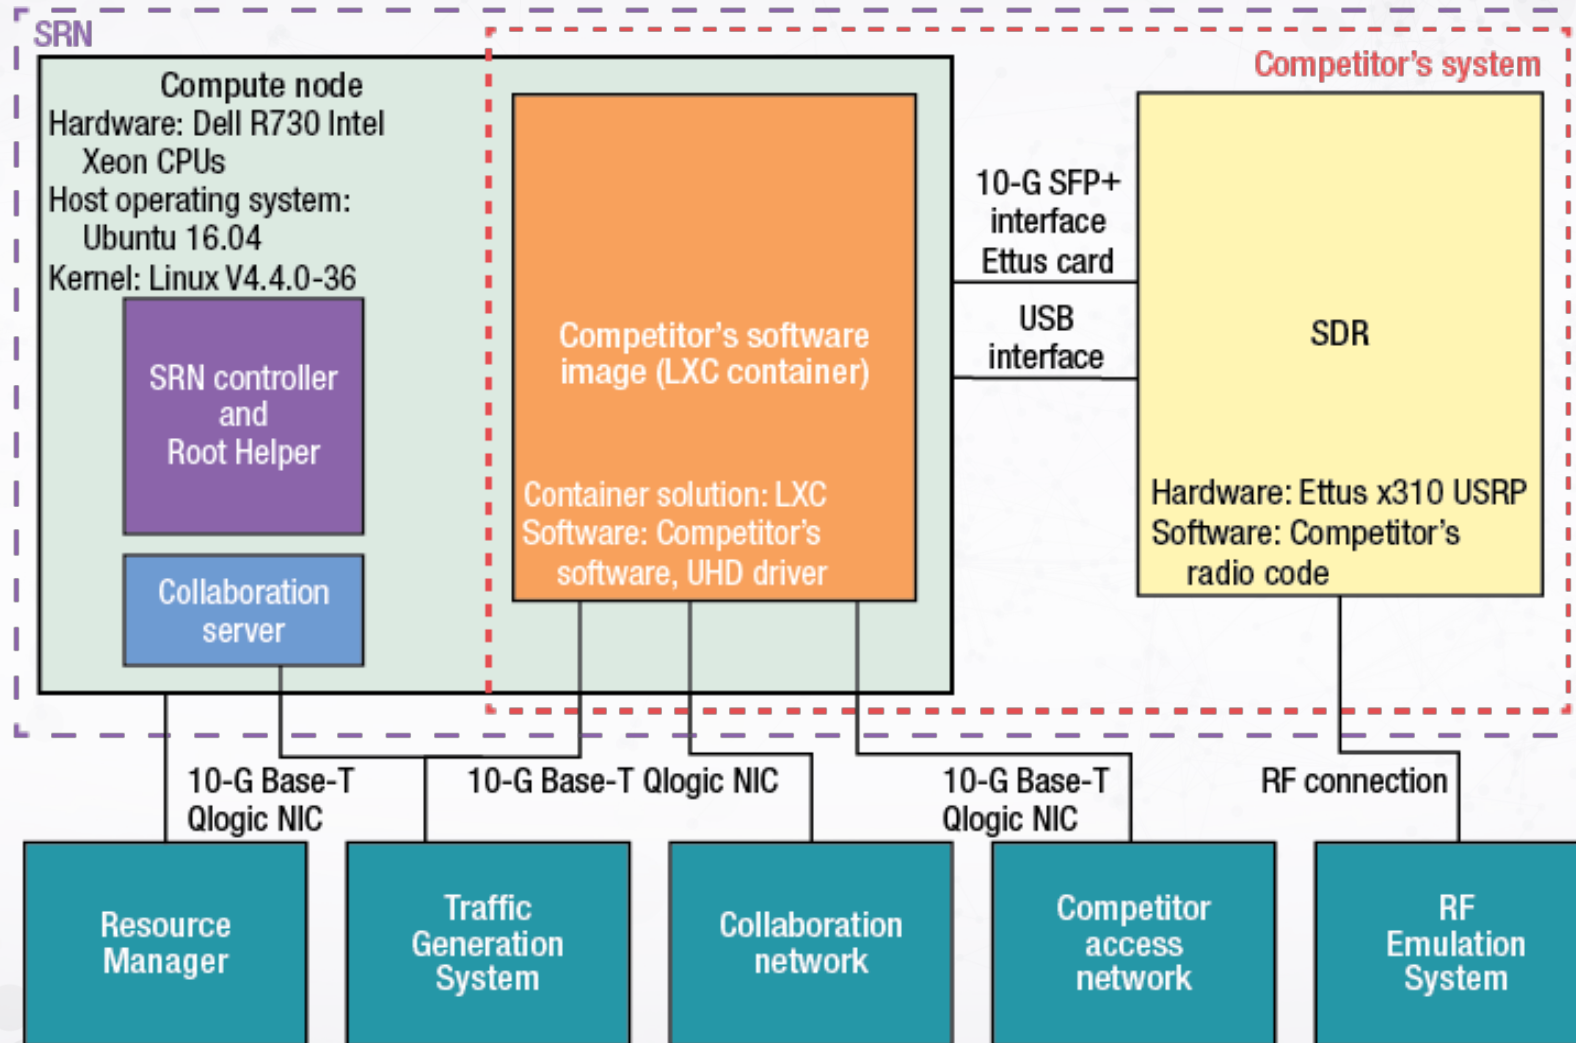 SRN
Competitor's system
Compute node
Hardware: Dell R730 Intel
Xeon CPUs
Host operating system:
Ubuntu 16.04
Kernel: Linux V4.4.0-36
SRN controller
and
Root Helper
Collaboration
server
Competitor's software
image (LXC container)
Container solution: LXC
Software: Competitor's
software, UHD driver
10-G SFP+
interface
Ettus card
USB
interface
SDR
Hardware: Ettus x310 USRP
Software: Competitor's
radio code
10-G Base-T
Qlogic NIC
10-G Base-T Qlogic NIC
10-G Base-T
Qlogic NIC
RF connection
Resource
Manager
Traffic
Generation
System
Collaboration
network
Competitor
access
network
RF
Emulation
System